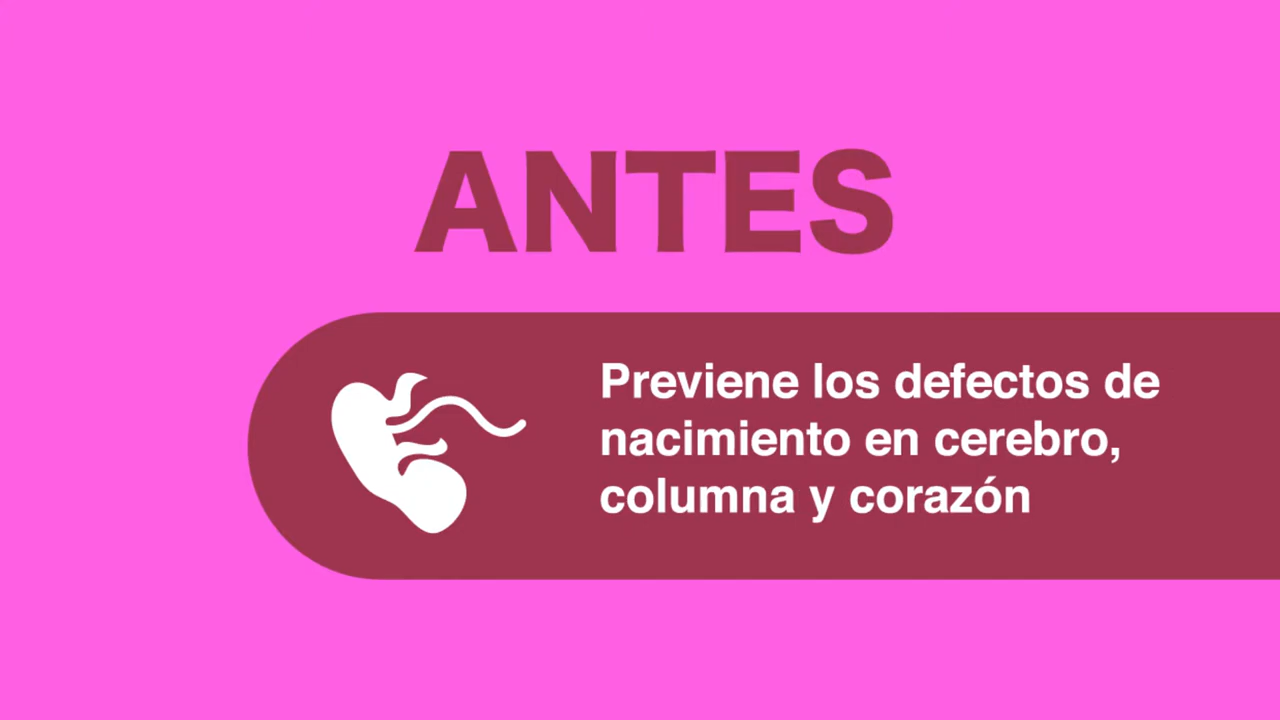 ANTES
Previene los defectos de
nacimiento en cerebro,
columna y corazón